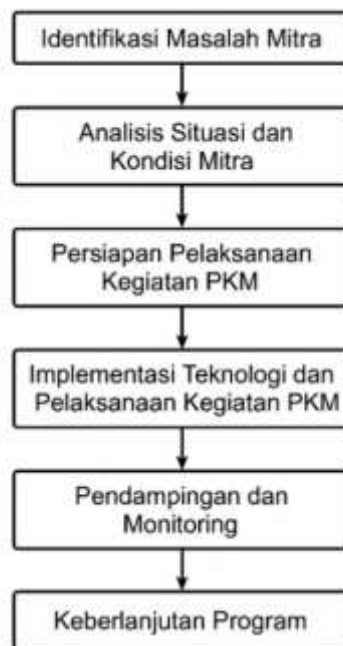 Identifikasi Masalah Mitra
Analisis Situasi dan
Kondisi Mitra
Persiapan Pelaksanaan
Kegiatan PKM
Implementasi Teknologi dan
Pelaksanaan Kegiatan PKM
Pendampingan dan
Monitoring
Keberlanjutan Program